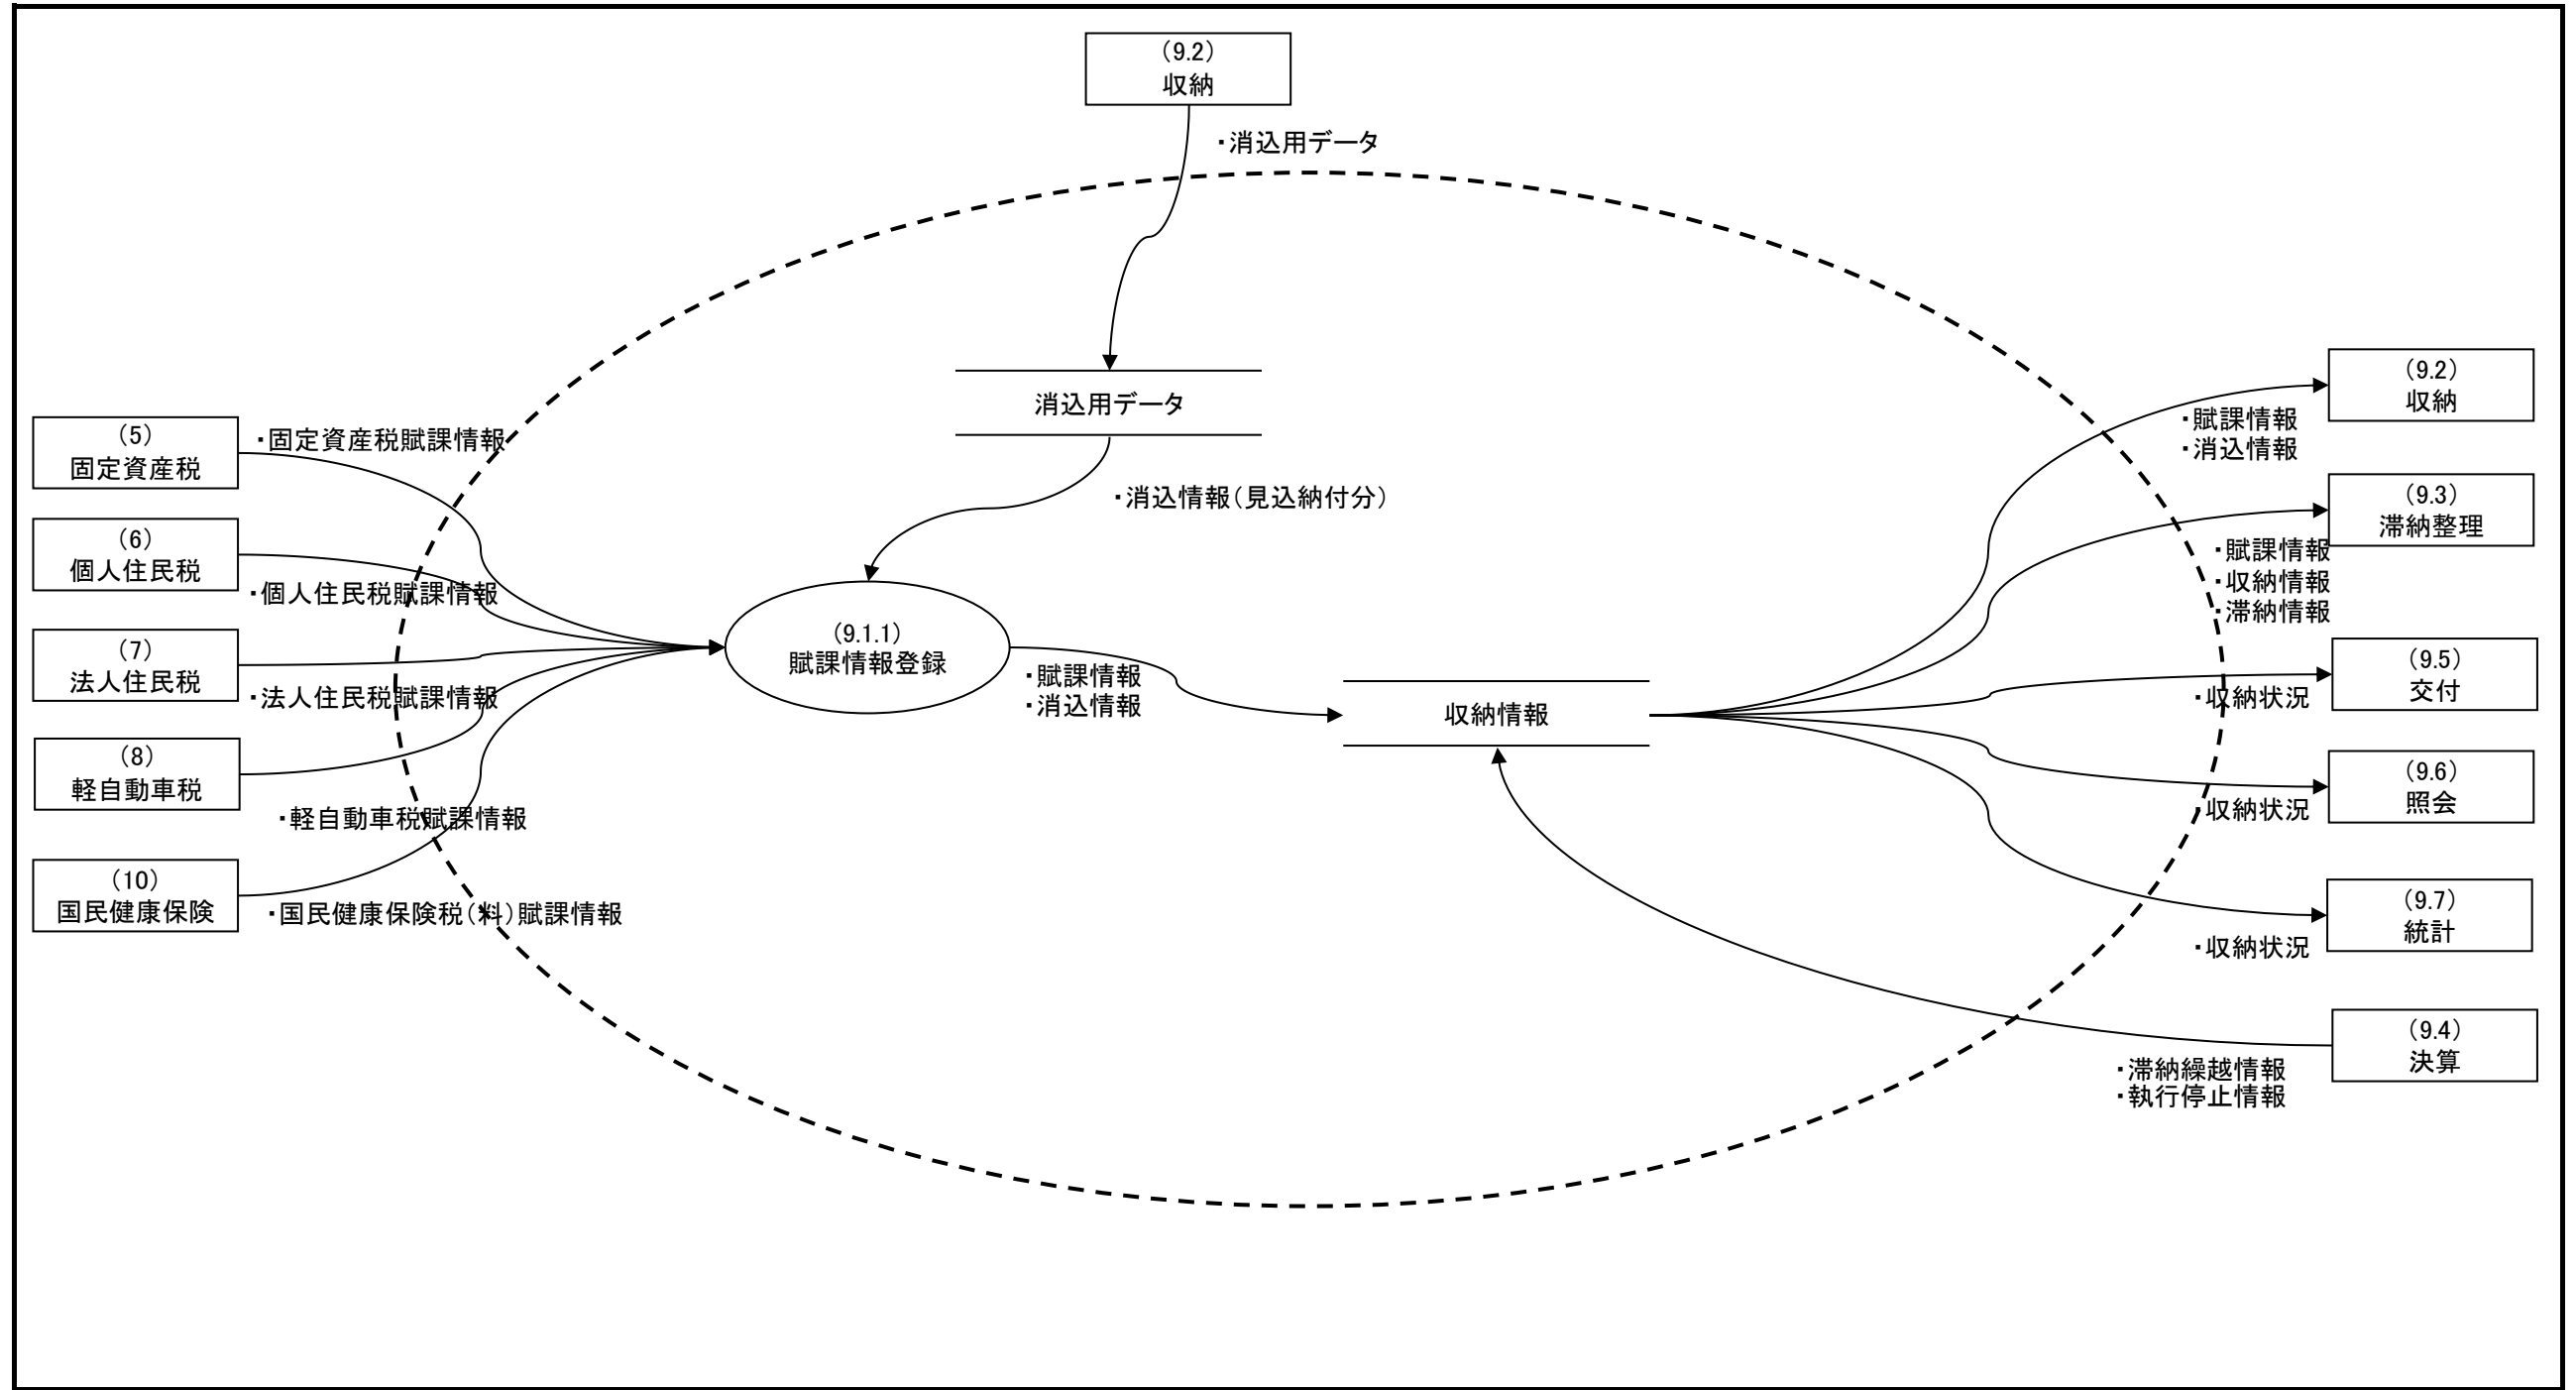 （9.2）
収納
・消込用データ
消込用データ
・消込情報（見込納付分）
（5）
固定資産税
・固定資産税賦課情報
（6）
個人住民税
・個人住民税賦課情報
（7）
法人住民税
・法人住民税賦課情報
（8）
軽自動車税
・軽自動車税賦課情報
（10）
国民健康保険
・国民健康保険税（料）賦課情報
（9.1.1）
賦課情報登録
・賦課情報
・消込情報
収納情報
（9.2）
収納
・賦課情報
・消込情報
（9.3）
滞納整理
・賦課情報
・収納情報
・滞納情報
（9.5）
交付
・収納状況
（9.6）
照会
・収納状況
（9.7）
統計
・収納状況
（9.4）
決算
・滞納繰越情報
・執行停止情報